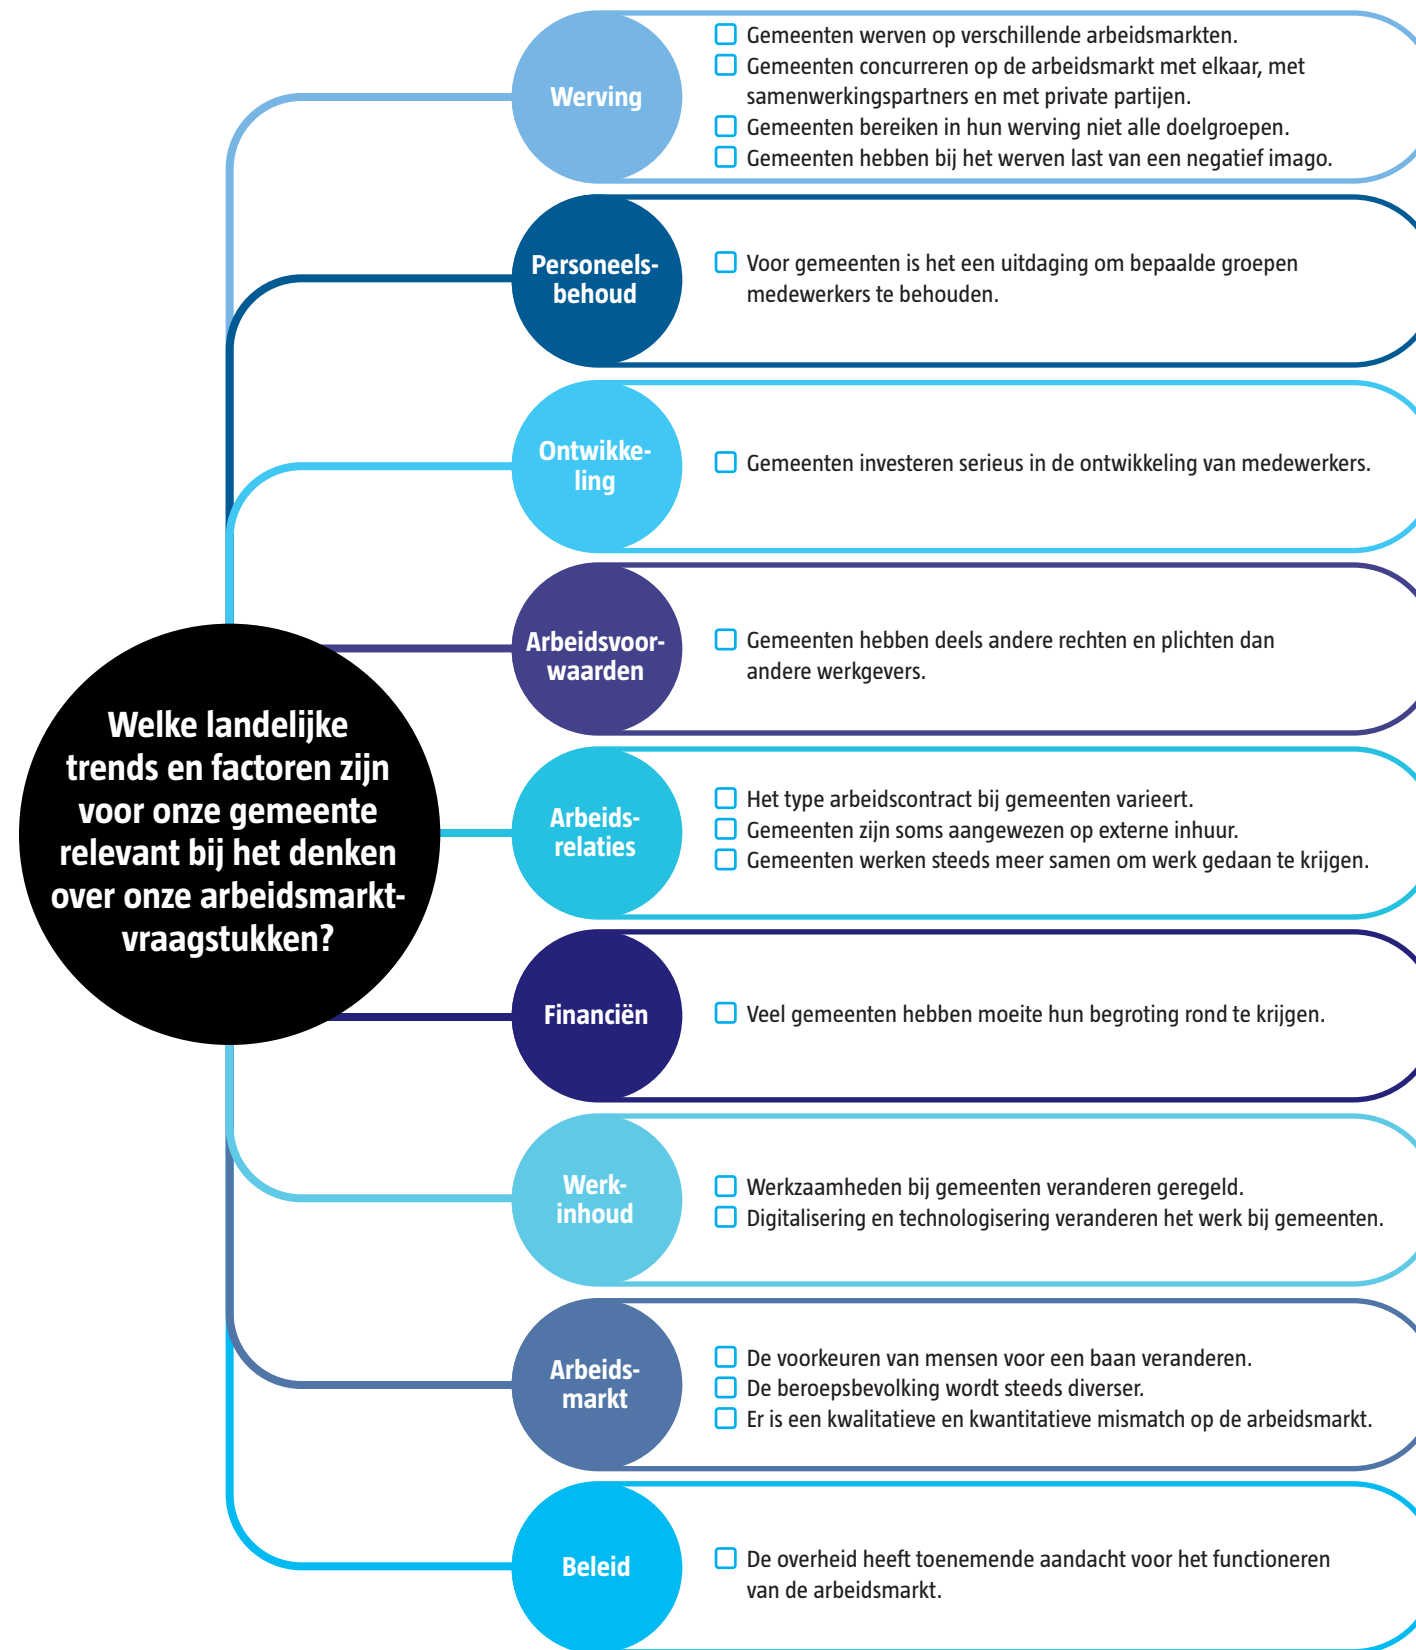 Welke landelijke
trends en factoren zijn
voor onze gemeente
relevant bij het denken
over onze arbeidsmarkt-
vraagstukken?
Werving
Gemeenten werven op verschillende arbeidsmarkten.
Gemeenten concurreren op de arbeidsmarkt met elkaar, met
samenwerkingspartners en met private partijen.
Gemeenten bereiken in hun werving niet alle doelgroepen.
Gemeenten hebben bij het werven last van een negatief imago.
Personeels-
behoud
Voor gemeenten is het een uitdaging om bepaalde groepen
medewerkers te behouden.
Ontwikke-
ling
Gemeenten investeren serieus in de ontwikkeling van medewerkers.
Arbeidsvoor-
waarden
Gemeenten hebben deels andere rechten en plichten dan
andere werkgevers.
Arbeids-
relaties
Het type arbeidscontract bij gemeenten varieert.
Gemeenten zijn soms aangewezen op externe inhuur.
Gemeenten werken steeds meer samen om werk gedaan te krijgen.
Financiën
Veel gemeenten hebben moeite hun begroting rond te krijgen.
Werk-
inhoud
Werkzaamheden bij gemeenten veranderen geregeld.
Digitalisering en technologisering veranderen het werk bij gemeenten.
Arbeids-
markt
De voorkeuren van mensen voor een baan veranderen.
De beroepsbevolking wordt steeds diverser.
Er is een kwalitatieve en kwantitatieve mismatch op de arbeidsmarkt.
Beleid
De overheid heeft toenemende aandacht voor het functioneren
van de arbeidsmarkt.